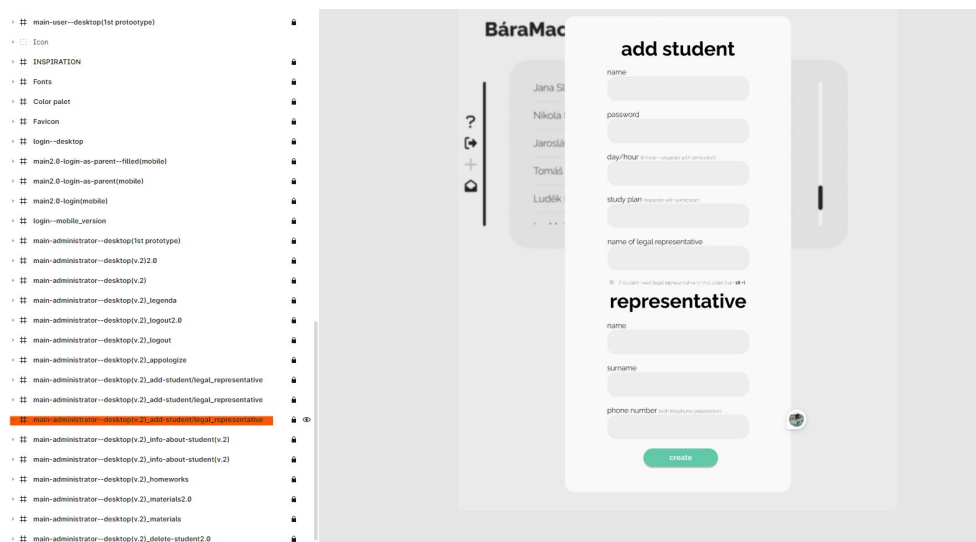 main-user--desktop(1st protootype)
Icon
INSPIRATION
Fonts
Color palet
Favicon
login--desktop
main2.0-login-as-parent--filled(mobile)
main2.0-login-as-parent(mobile)
main2.0-login(mobile)
login--mobile_version
main-administrator--desktop(1st prototype)
main-administrator--desktop(v.2)2.0
main-administrator--desktop(v.2)
main-administrator--desktop(v.2)_legenda
main-administrator--desktop(v.2)_logout2.0
main-administrator--desktop(v.2)_logout
main-administrator--desktop(v.2)_appologize
main-administrator--desktop(v.2)_add-student/legal_representative
main-administrator--desktop(v.2)_add-student/legal_representative
main-administrator--desktop(v.2)_add-student/legal_representative
main-administrator--desktop(v.2)_info-about-student(v.2)
main-administrator--desktop(v.2)_info-about-student(v.2)
main-administrator--desktop(v.2)_homeworks
main-administrator--desktop(v.2)_materials2.0
main-administrator--desktop(v.2)_materials
main-administrator--desktop(v.2)_delete-student2.0
BáraMac
Jana Sl
Nikola
Jaroslá
Tomáš
Luděk
add student
name
password
day/hour
study plan
name of legal representative
if student need legal representative
18
representative
name
surname
phone number
create